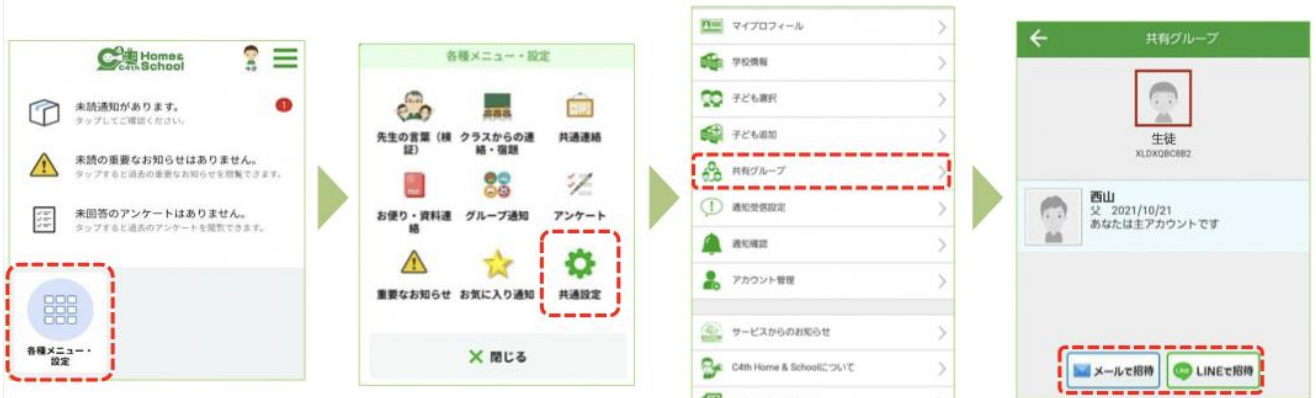 C4th Home& School
生徒
1
未読通知があります。
タップしてご確認ください。
未読の重要なお知らせはありません。
タップすると過去の重要なお知らせを閲覧できます。
未回答のアンケートはありません。
タップすると過去のアンケートを閲覧できます。
各種メニュー・
設定
各種メニュー・設定
先生の言葉（検
証）
クラスからの連
絡・宿題
共通連絡
お便り・資料連
絡
グループ通知
アンケート
重要なお知らせ
お気に入り通知
共通設定
閉じる
マイプロフィール
学校情報
子ども選択
子ども追加
共有グループ
通知受信設定
通知確認
アカウント管理
サービスからのお知らせ
C4th Home & Schoolについて
共有グループ
生徒
XLDXQBC8B2
西山
父 2021/10/21
あなたは主アカウントです
メールで招待
LINE
LINEで招待